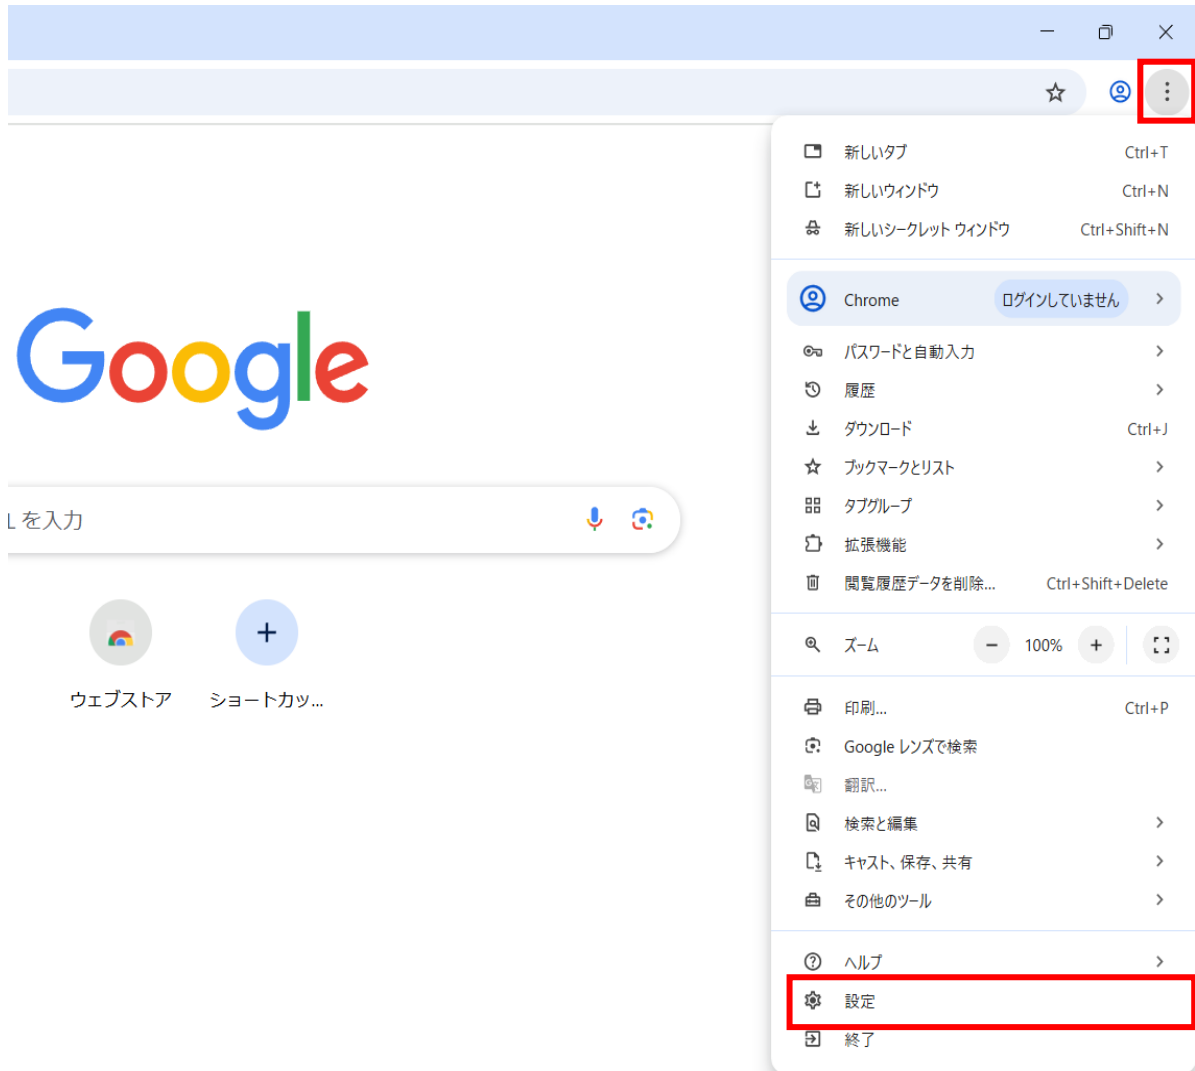 新しいタブ Ctrl+T
新しいウィンドウ Ctrl+N
新しいシークレット ウィンドウ Ctrl+Shift+N
Chrome ログインしていません
パスワードと自動入力
履歴
ダウンロード Ctrl+J
ブックマークとリスト
タブグループ
拡張機能
閲覧履歴データを削除... Ctrl+Shift+Delete
ズーム − 100% +
印刷... Ctrl+P
Google レンズで検索
翻訳...
検索と編集
キャスト、保存、共有
その他のツール
ヘルプ
設定
終了
Google
L を入力
ウェブストア ショートカッ...